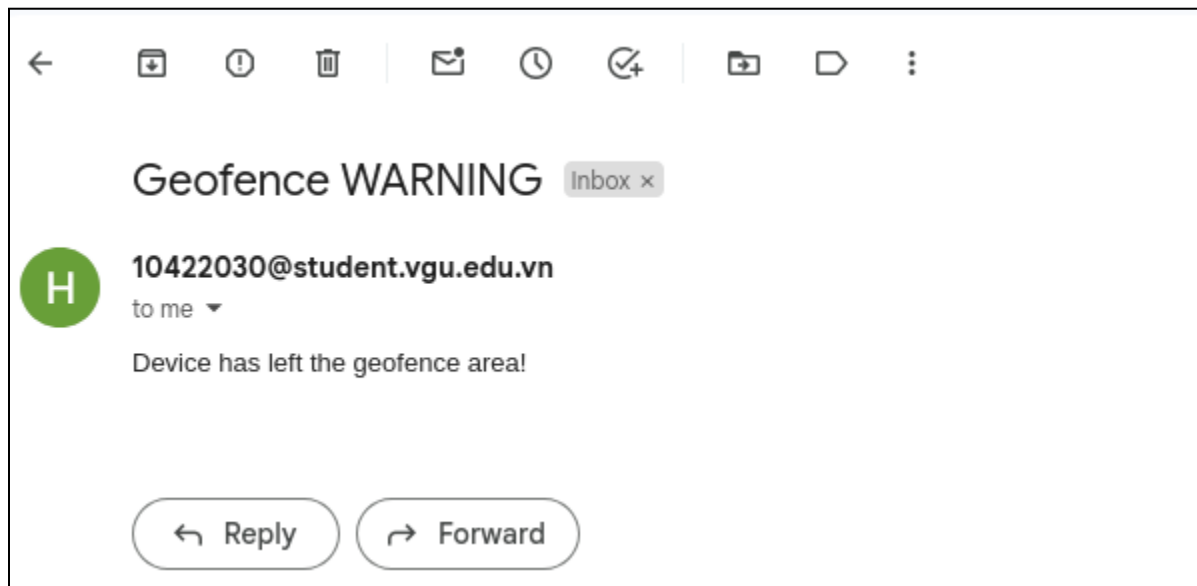 Geofence WARNING Inbox ×
H
10422030@student.vgu.edu.vn
to me
Device has left the geofence area!
Reply Forward